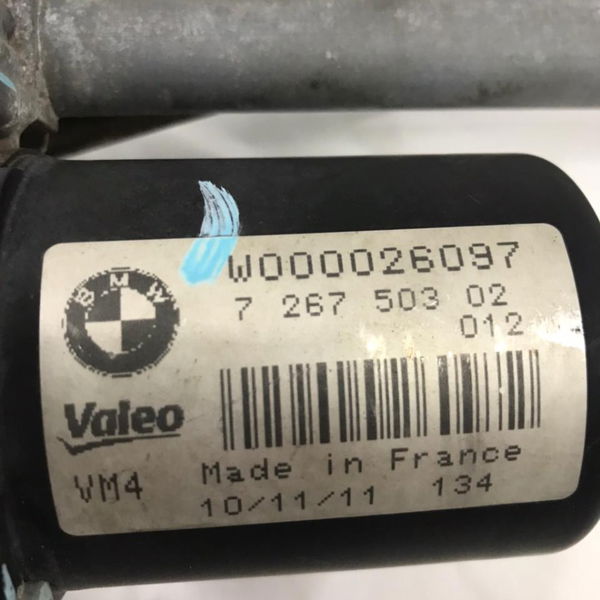 W000026097
7 267 503 02
012
BMW
Valeo
Made in France
VM4
10/11/11 134